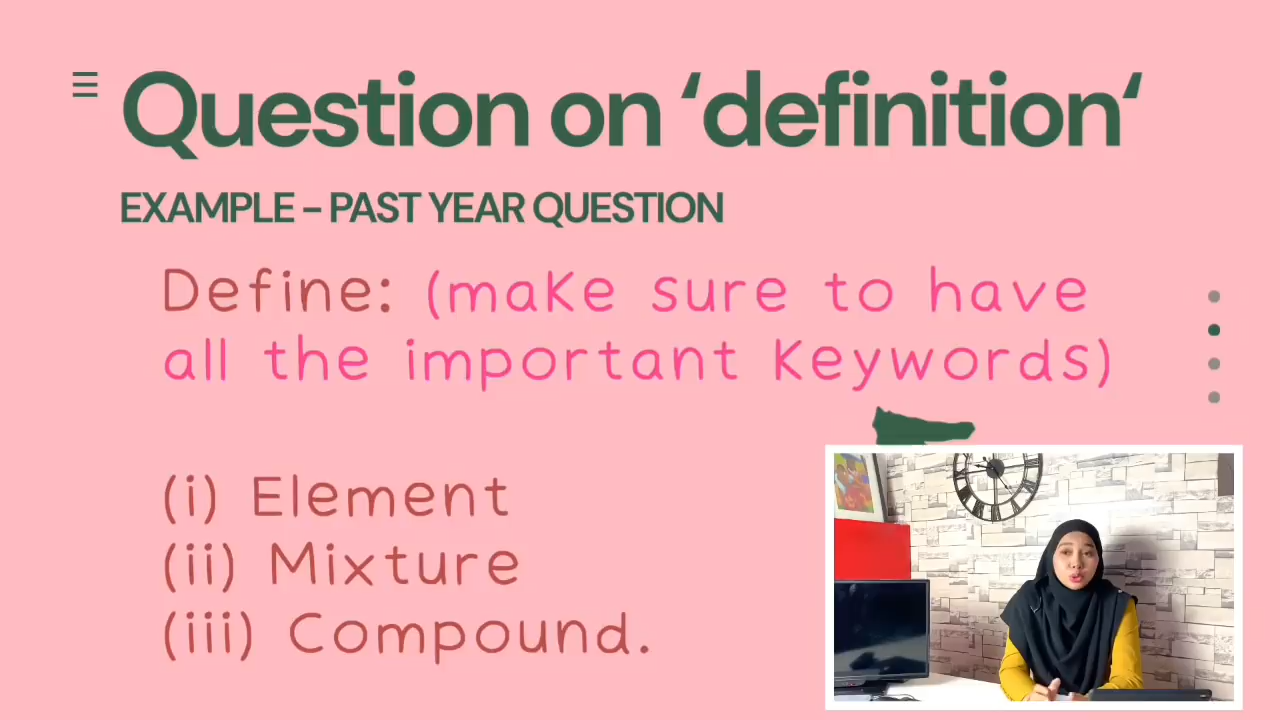 Question on ‘definition‘
EXAMPLE – PAST YEAR QUESTION
Define: (make sure to have
all the important keywords)
(i) Element
(ii) Mixture
(iii) Compound.